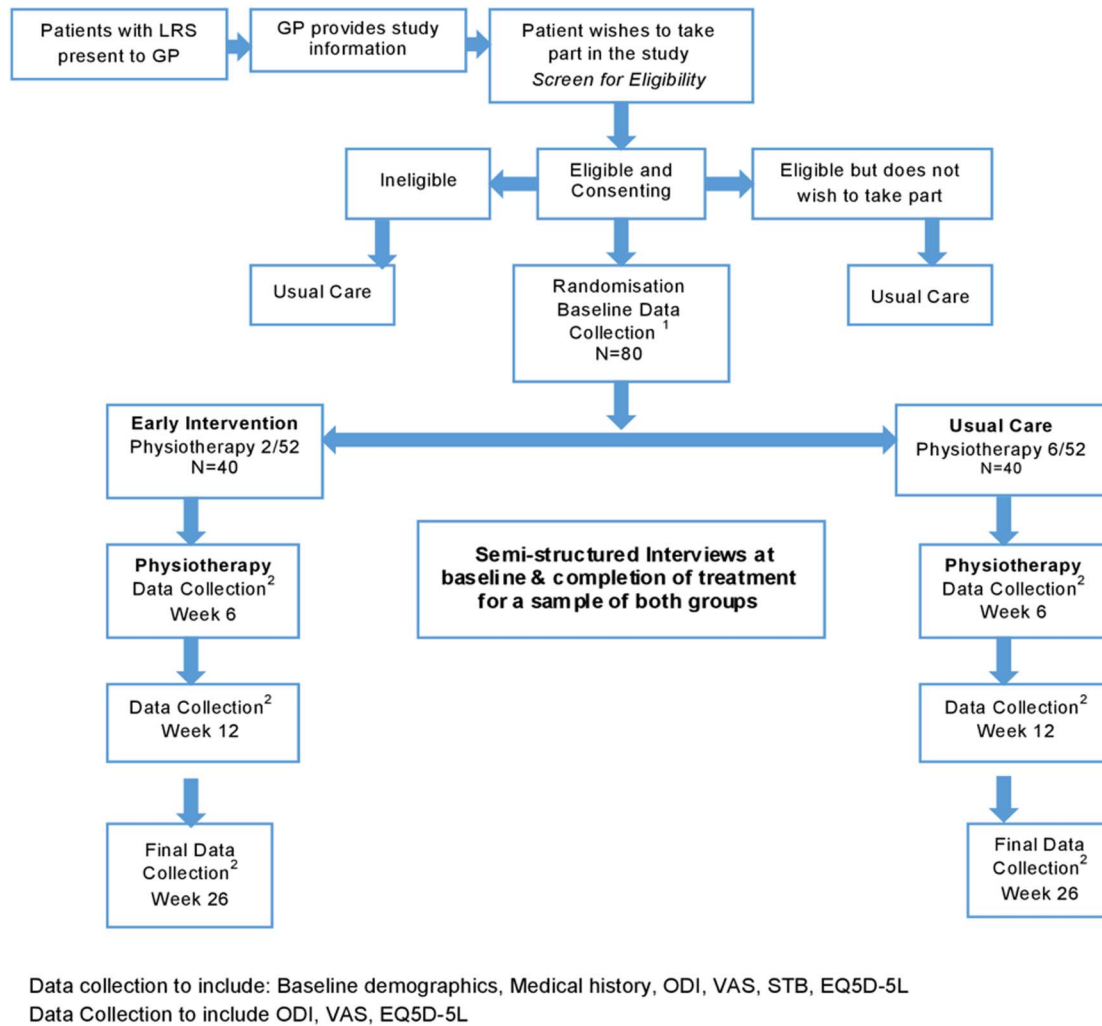 Patients with LRS
present to GP
GP provides study
information
Patient wishes to take
part in the study
Screen for Eligibility
Ineligible
Eligible and
Consenting
Eligible but does not
wish to take part
Usual Care
Randomisation
Baseline Data
Collection 1
N=80
Usual Care
Early Intervention
Physiotherapy 2/52
N=40
Usual Care
Physiotherapy 6/52
N=40
Physiotherapy
Data Collection2
Week 6
Semi-structured Interviews at
baseline & completion of treatment
for a sample of both groups
Physiotherapy
Data Collection2
Week 6
Data Collection2
Week 12
Data Collection2
Week 12
Final Data
Collection2
Week 26
Final Data
Collection2
Week 26
Data collection to include: Baseline demographics, Medical history, ODI, VAS, STB, EQ5D-5L
Data Collection to include ODI, VAS, EQ5D-5L